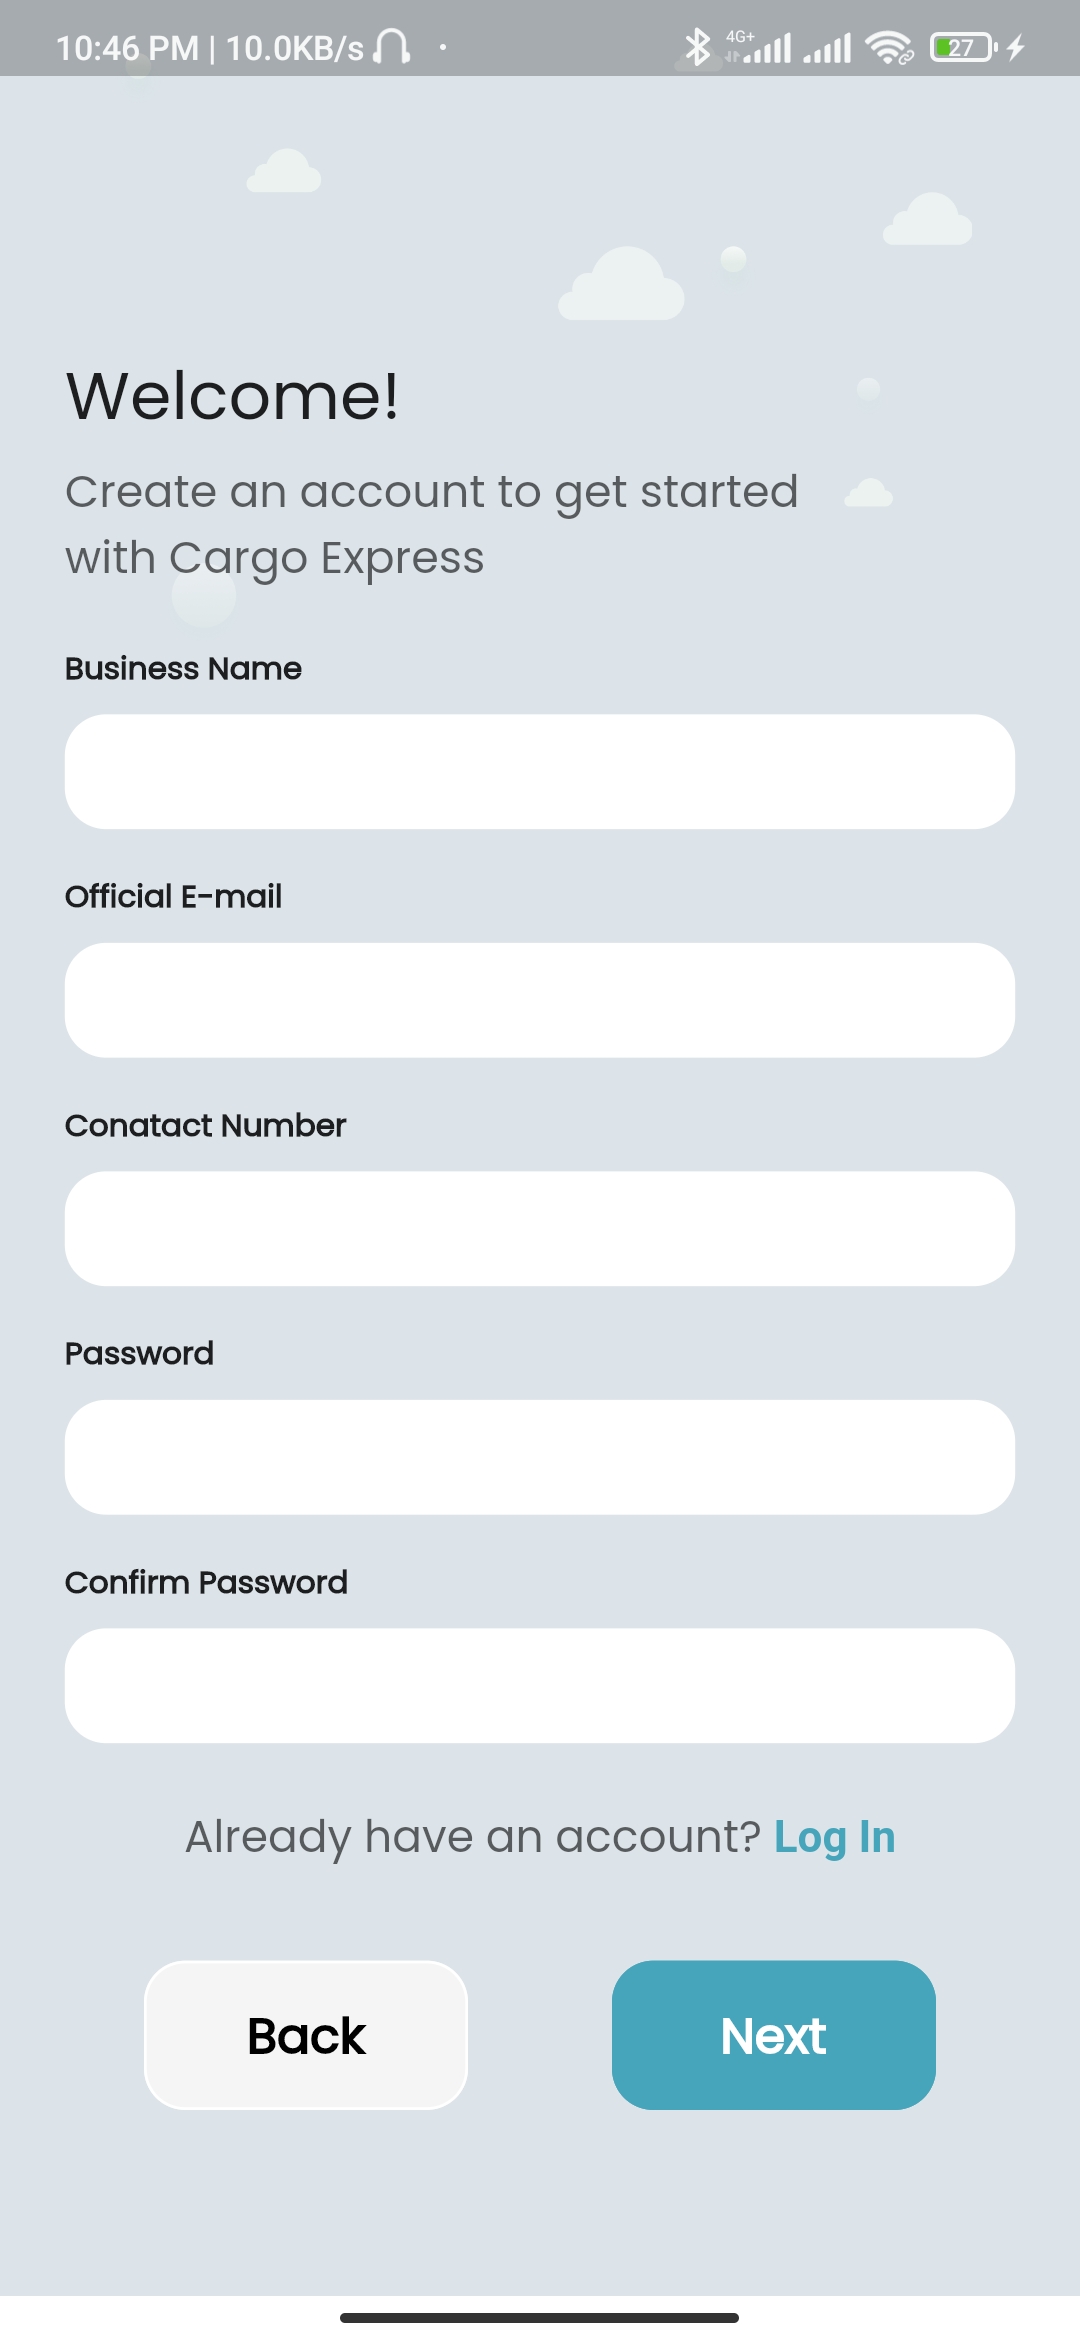 10:46 PM | 10.0KB/s 4G+ 27
Welcome!
Create an account to get started
with Cargo Express
Business Name
Official E-mail
Conatact Number
Password
Confirm Password
Already have an account? Log In
Back Next